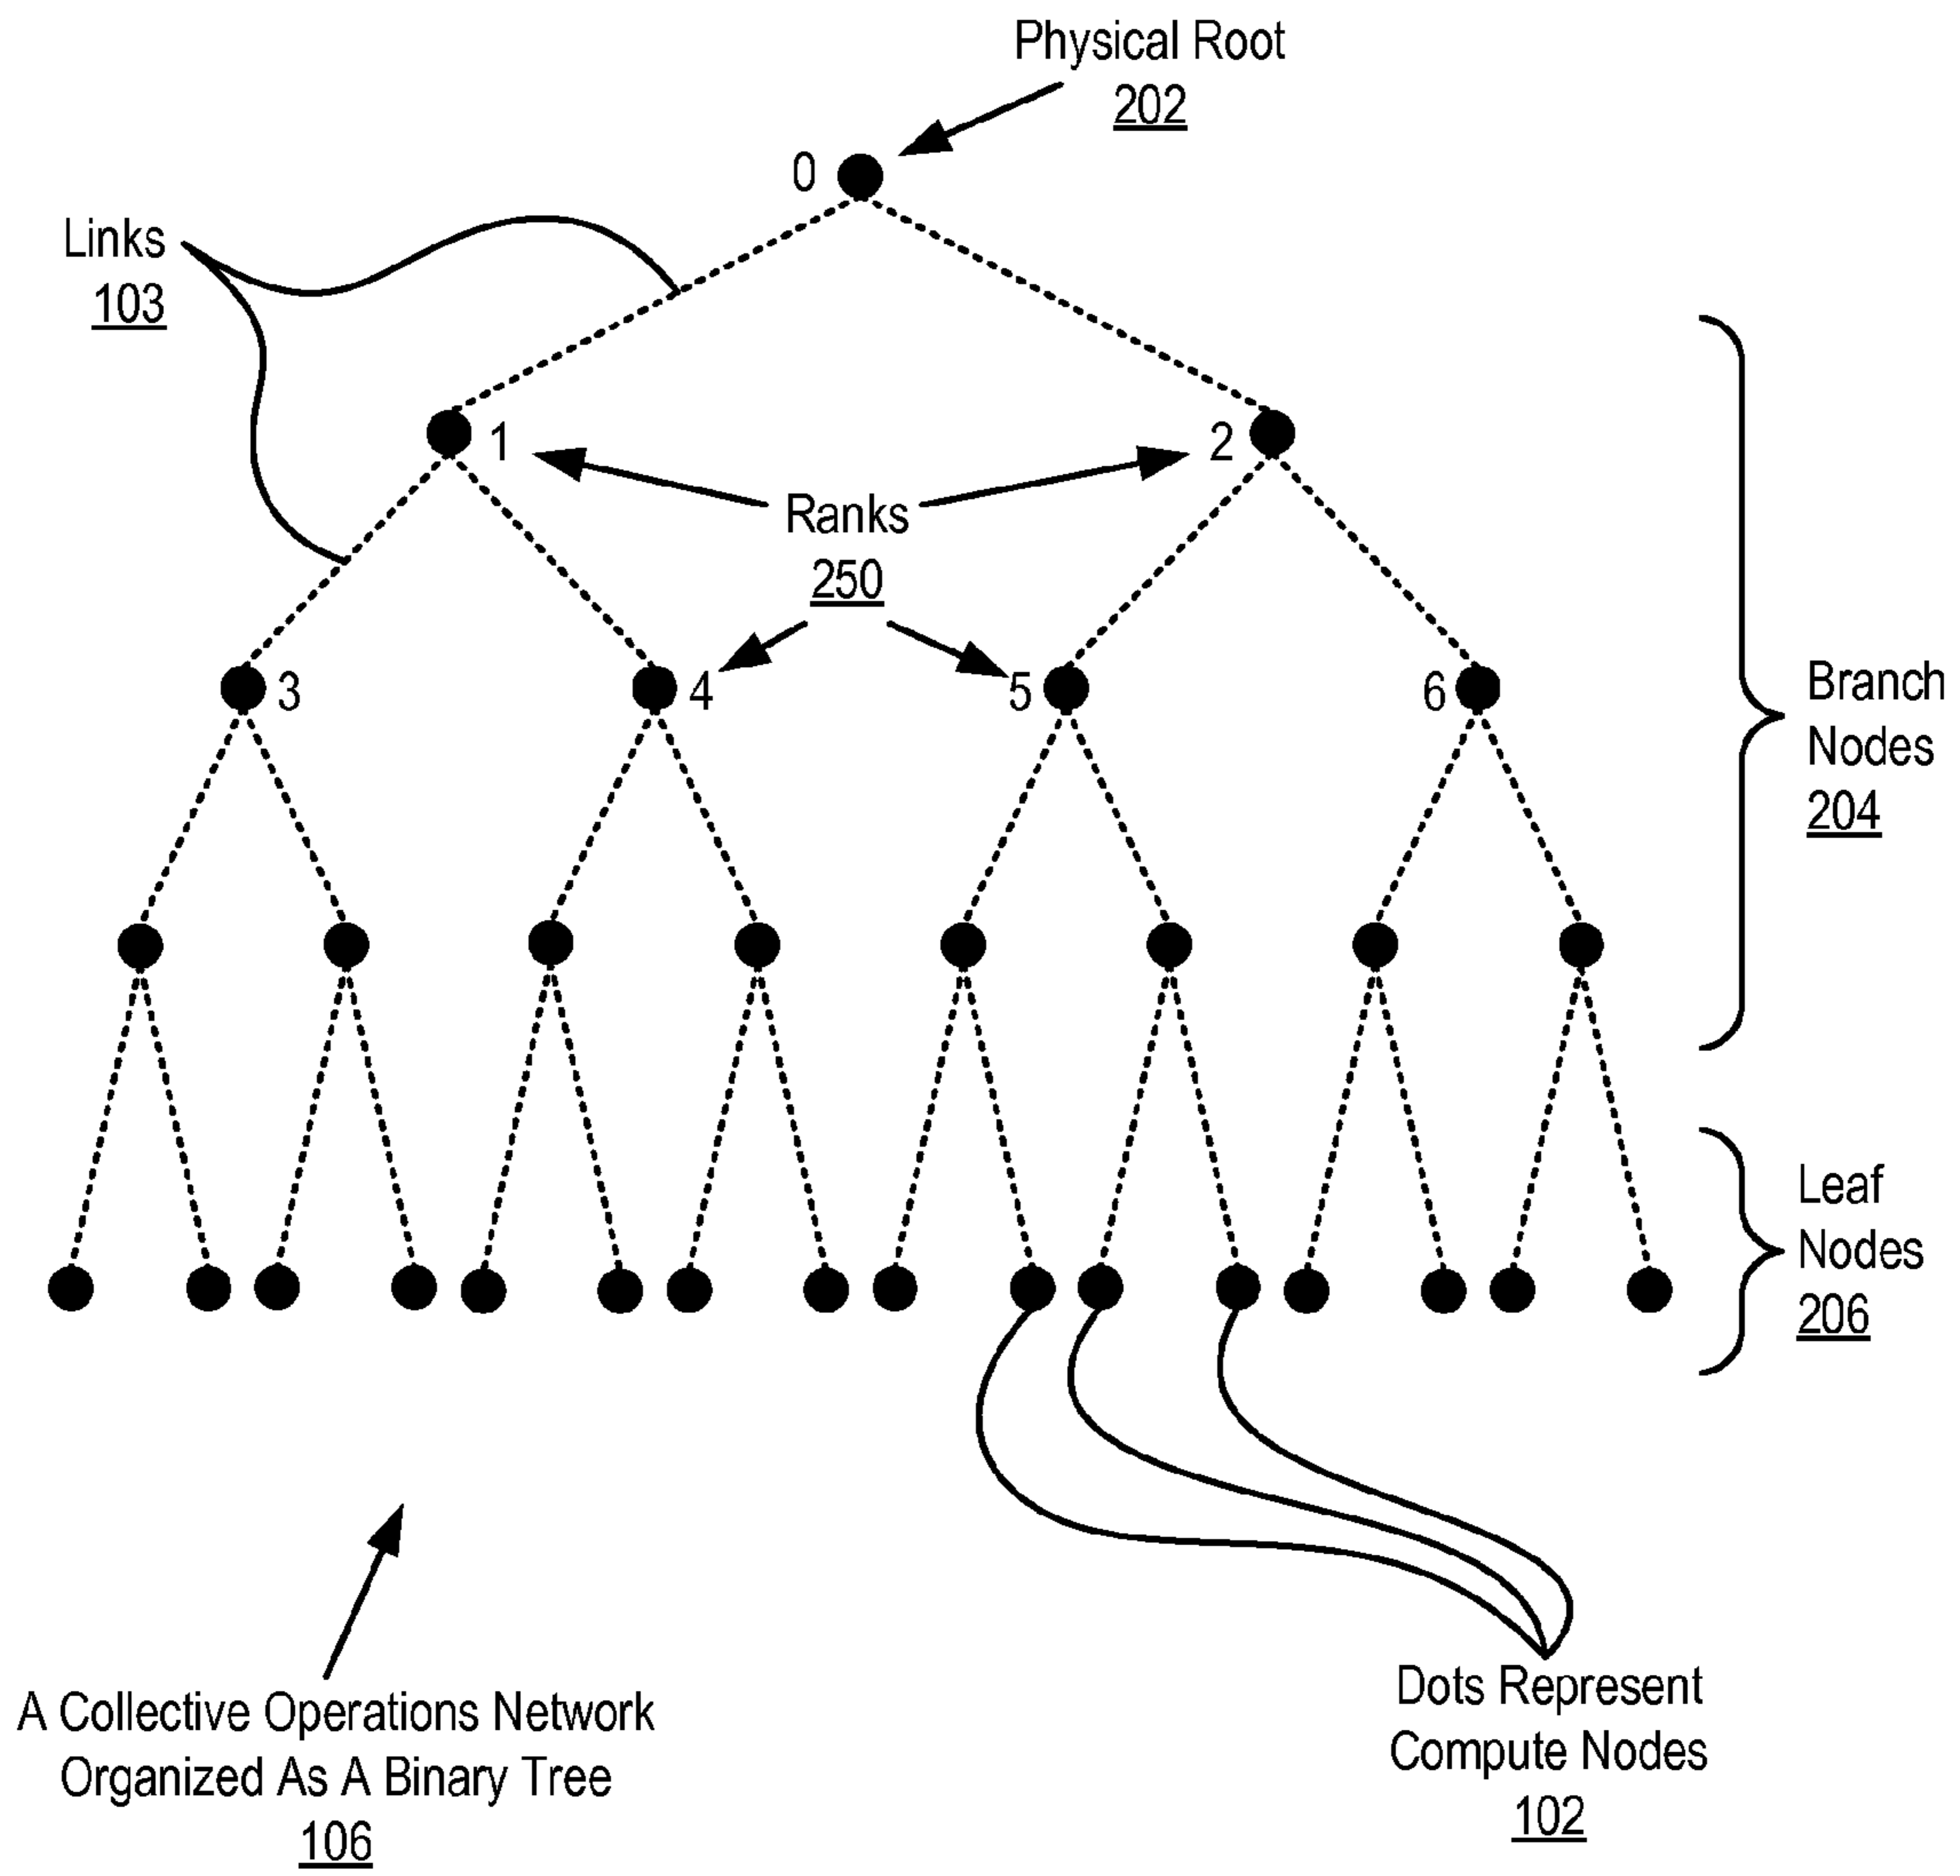 Physical Root
202
0
Links
103
1
2
Ranks
250
3
4
5
6
Branch
Nodes
204
Leaf
Nodes
206
A Collective Operations Network
Organized As A Binary Tree
106
Dots Represent
Compute Nodes
102